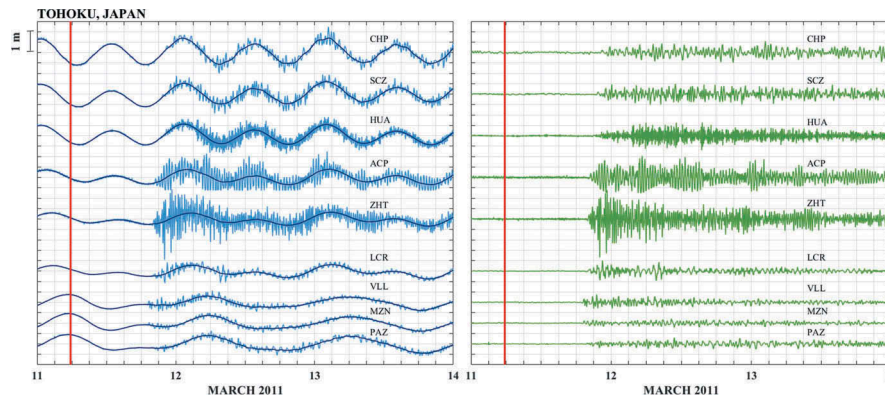 TOHOKU, JAPAN
1 m
CHP
SCZ
HUA
ACP
ZHT
LCR
VLL
MZN
PAZ
11
12
13
14
MARCH 2011
CHP
SCZ
HUA
ACP
ZHT
LCR
VLL
MZN
PAZ
11
12
13
MARCH 2011